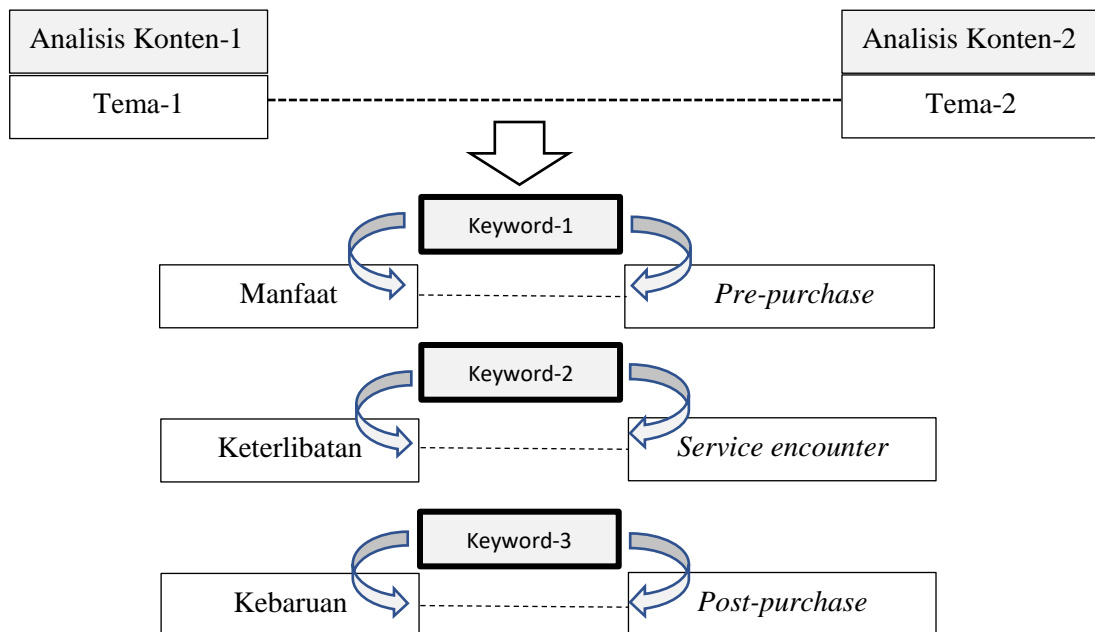 Analisis Konten-1
Analisis Konten-2
Tema-1
Tema-2
Keyword-1
Manfaat
Pre-purchase
Keyword-2
Keterlibatan
Service encounter
Keyword-3
Kebaruan
Post-purchase